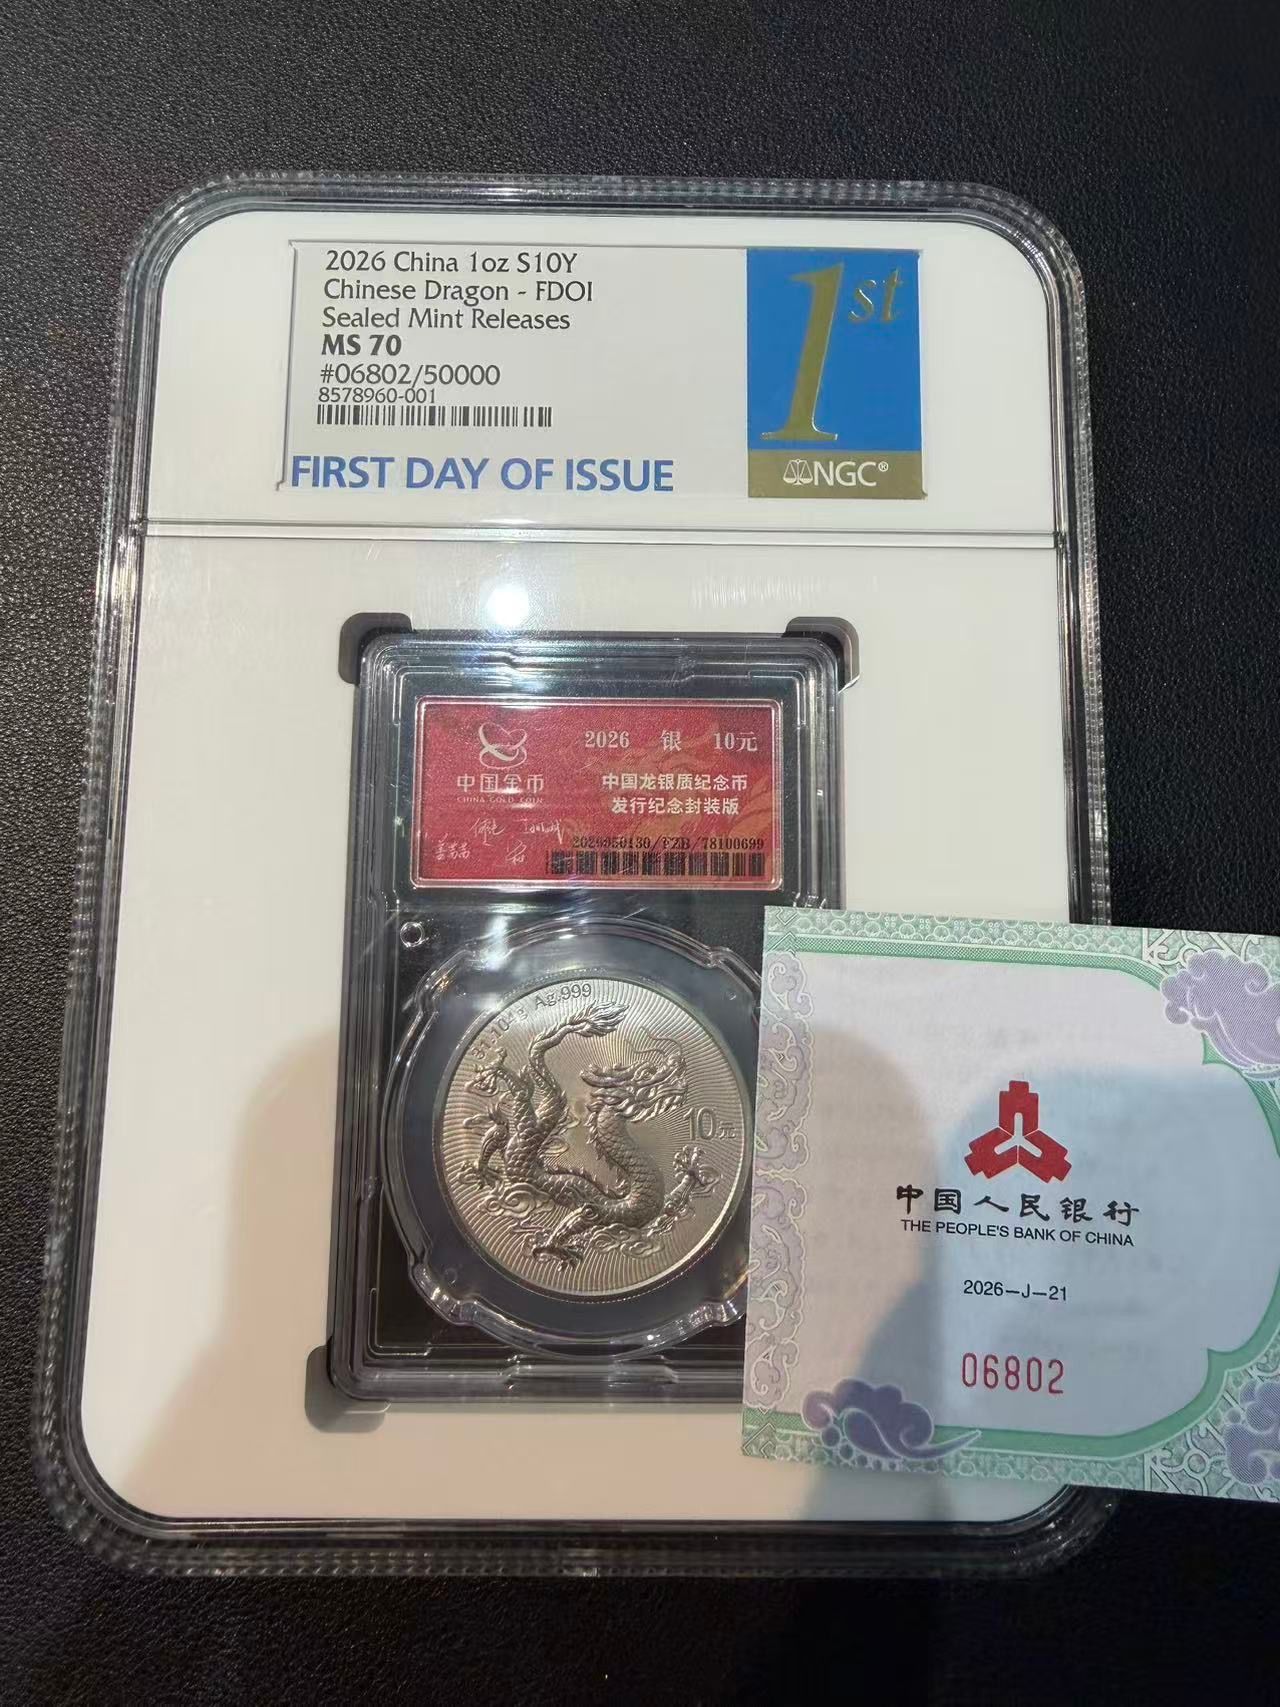 2026 China 1oz S10Y
Chinese Dragon - FDOI
Sealed Mint Releases
MS 70
#06802/50000
8578960-001
FIRST DAY OF ISSUE
1st
NGC®
中国金币
CHINA GOLD COIN
2026 银 10元
中国龙银质纪念币
发行纪念封装版
/FZB/78100699
Ag.999
10元
中国人民银行
THE PEOPLE'S BANK OF CHINA
2026-J-21
06802